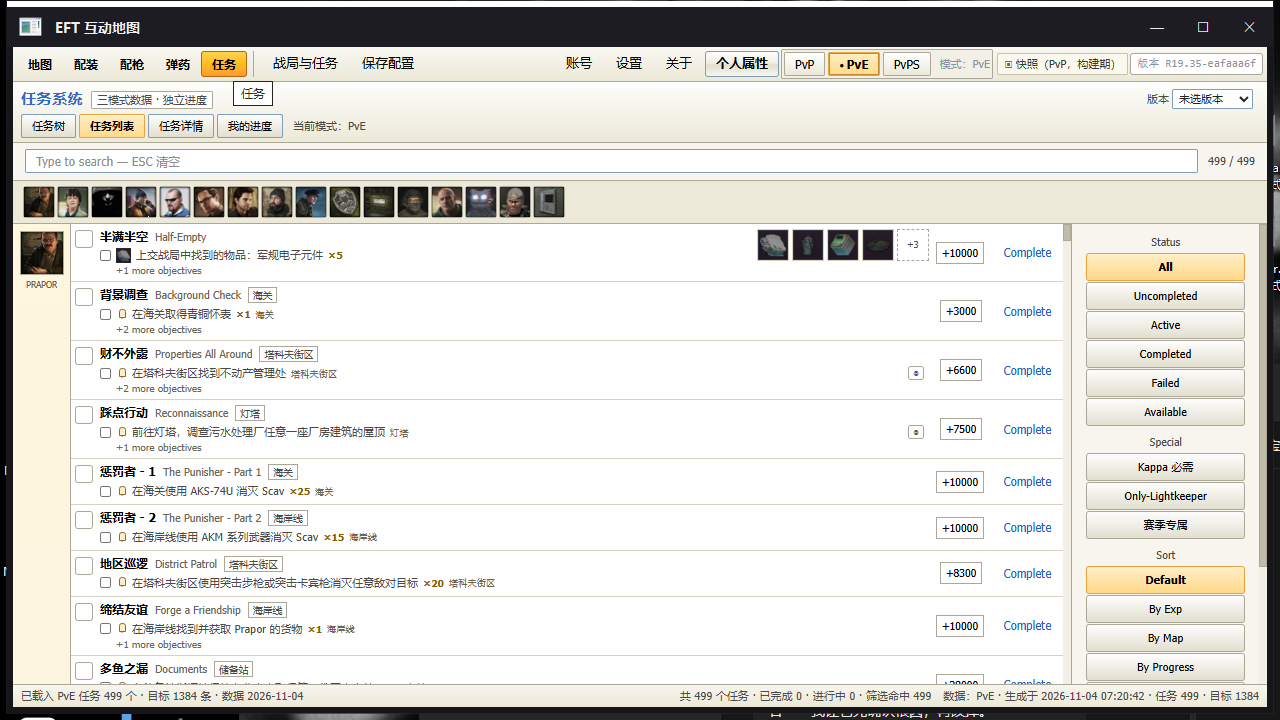 EFT 互动地图
地图 配装 配枪 弹药 任务 战局与任务 保存配置 账号 设置 关于 个人属性 PvP • PvE PvPS 模式: PvE 快照（PvP，构建期） 版本 R19.35-eafaaa6f
任务系统 三模式数据 · 独立进度 任务 版本 未选版本
任务树 任务列表 任务详情 我的进度 当前模式: PvE
Type to search — ESC 清空 499 / 499
PRAPOR
半满半空 Half-Empty
上交战局中找到的物品：军规电子元件 ×5
+1 more objectives
+3 +10000 Complete
背景调查 Background Check 海关
在海关取得青铜怀表 ×1 海关
+2 more objectives
+3000 Complete
财不外露 Properties All Around 塔科夫街区
在塔科夫街区找到不动产管理处 塔科夫街区
+2 more objectives
+6600 Complete
踩点行动 Reconnaissance 灯塔
前往灯塔，调查污水处理厂任意一座厂房建筑的屋顶 灯塔
+1 more objectives
+7500 Complete
惩罚者 - 1 The Punisher - Part 1 海关
在海关使用 AKS-74U 消灭 Scav ×25 海关
+10000 Complete
惩罚者 - 2 The Punisher - Part 2 海岸线
在海岸线使用 AKM 系列武器消灭 Scav ×15 海岸线
+10000 Complete
地区巡逻 District Patrol 塔科夫街区
在塔科夫街区使用突击步枪或突击卡宾枪消灭任意敌对目标 ×20 塔科夫街区
+8300 Complete
缔结友谊 Forge a Friendship 海岸线
在海岸线找到并获取 Prapor 的货物 ×1 海岸线
+1 more objectives
+10000 Complete
多鱼之漏 Documents 储备站
Complete
Status
All
Uncompleted
Active
Completed
Failed
Available
Special
Kappa 必需
Only-Lightkeeper
赛季专属
Sort
Default
By Exp
By Map
By Progress
已载入 PvE 任务 499 个 · 目标 1384 条 · 数据 2026-11-04 共 499 个任务 · 已完成 0 · 进行中 0 · 筛选命中 499 数据: PvE · 生成于 2026-11-04 07:20:42 · 任务 499 · 目标 1384